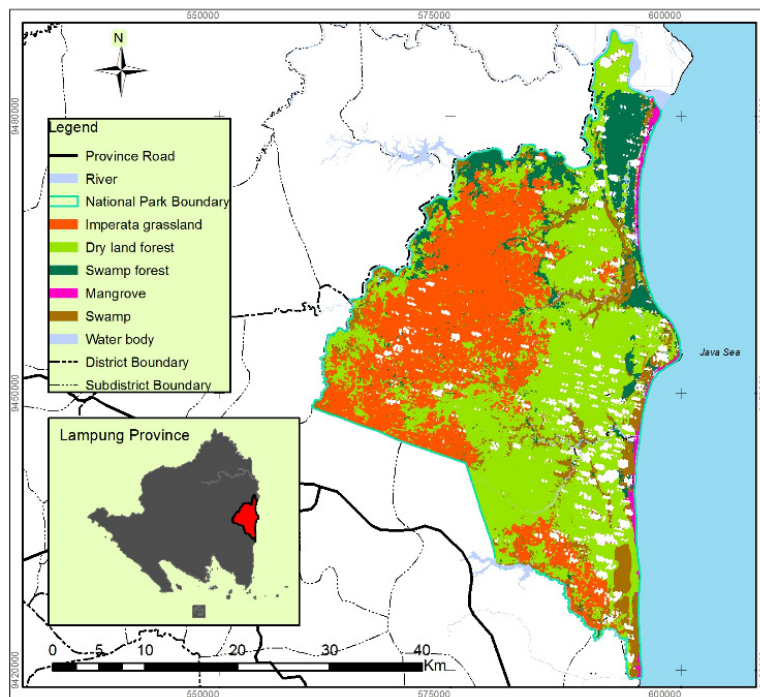 550000 575000 600000
N
9480000
Legend
Province Road
River
National Park Boundary
Imperata grassland
Dry land forest
Swamp forest
Mangrove
Swamp
Water body
District Boundary
Subdistrict Boundary
Java Sea
9450000
Lampung Province
0 5 10 20 30 40
Km
9420000
550000 575000 600000